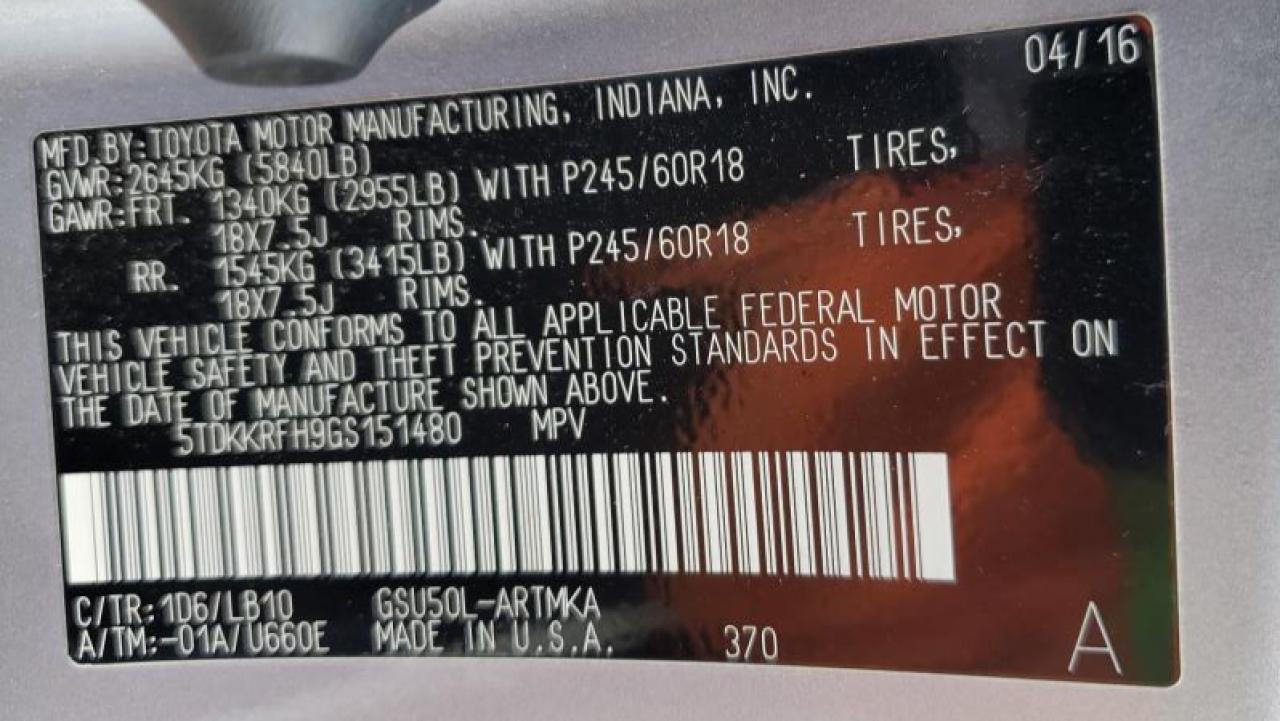 04/16
MFD.BY:TOYOTA MOTOR MANUFACTURING, INDIANA, INC.
GVWR:2645KG (5840LB)
GAWR:FRT. 1340KG (2955LB) WITH P245/60R18 TIRES,
18X7.5J RIMS.
RR. 1545KG (3415LB) WITH P245/60R18 TIRES,
18X7.5J RIMS.
THIS VEHICLE CONFORMS TO ALL APPLICABLE FEDERAL MOTOR
VEHICLE SAFETY AND THEFT PREVENTION STANDARDS IN EFFECT ON
THE DATE OF MANUFACTURE SHOWN ABOVE.
5TDKKRFH9GS151480 MPV
C/TR:1D6/LB10 GSU50L-ARTMKA
A/TM:-01A/U660E MADE IN U.S.A. 370
A